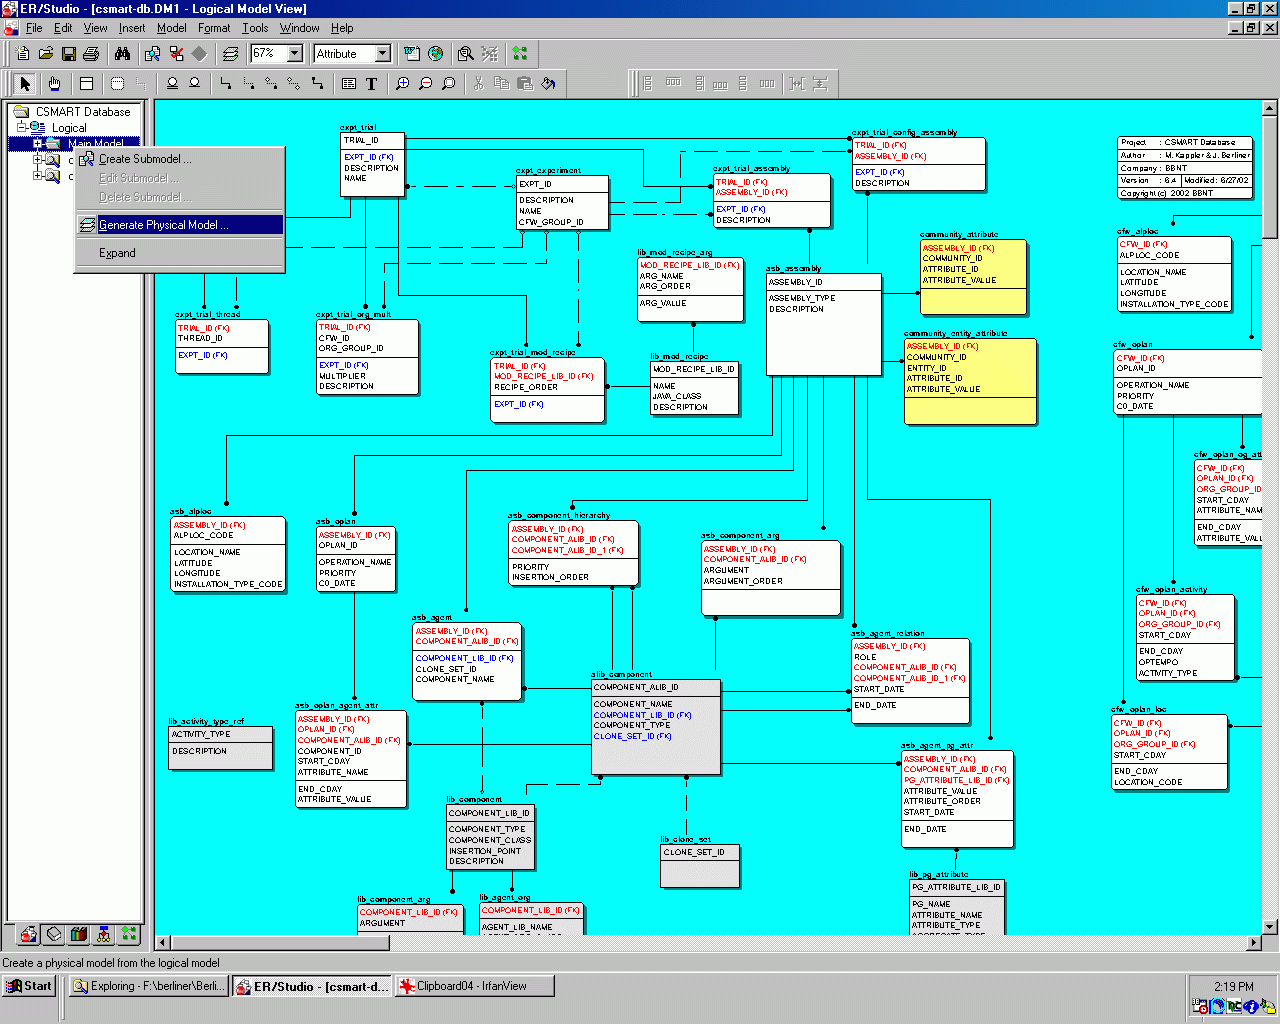 ER/Studio - [csmart-db.DM1 - Logical Model View]
File Edit View Insert Model Format Tools Window Help
67%
Attribute
CSMART Database
Logical
Main Model
Create Submodel ...
Edit Submodel ...
Delete Submodel ...
Generate Physical Model ...
Expand
expt_trial
TRIAL_ID
EXPT_ID (FK)
DESCRIPTION
NAME
expt_experiment
EXPT_ID
DESCRIPTION
NAME
CFW_GROUP_ID
expt_trial_assembly
TRIAL_ID (FK)
ASSEMBLY_ID (FK)
EXPT_ID (FK)
DESCRIPTION
expt_trial_config_assembly
TRIAL_ID (FK)
ASSEMBLY_ID (FK)
EXPT_ID (FK)
DESCRIPTION
Project : CSMART Database
Author : M. Kappler & J. Berliner
Company : BBNT
Version : 6.4 Modified: 6/27/02
Copyright (c) 2002 BBNT
lib_mod_recipe_arg
MOD_RECIPE_LIB_ID (FK)
ARG_NAME
ARG_ORDER
ARG_VALUE
asb_assembly
ASSEMBLY_ID
ASSEMBLY_TYPE
DESCRIPTION
community_attribute
ASSEMBLY_ID (FK)
COMMUNITY_ID
ATTRIBUTE_ID
ATTRIBUTE_VALUE
cfw_alploc
CFW_ID (FK)
ALPLOC_CODE
LOCATION_NAME
LATITUDE
LONGITUDE
INSTALLATION_TYPE_CODE
expt_trial_thread
TRIAL_ID (FK)
THREAD_ID
EXPT_ID (FK)
expt_trial_org_mult
TRIAL_ID (FK)
CFW_ID
ORG_GROUP_ID
EXPT_ID (FK)
MULTIPLIER
DESCRIPTION
expt_trial_mod_recipe
TRIAL_ID (FK)
MOD_RECIPE_LIB_ID (FK)
RECIPE_ORDER
EXPT_ID (FK)
lib_mod_recipe
MOD_RECIPE_LIB_ID
NAME
JAVA_CLASS
DESCRIPTION
community_entity_attribute
ASSEMBLY_ID (FK)
COMMUNITY_ID
ENTITY_ID
ATTRIBUTE_ID
ATTRIBUTE_VALUE
cfw_oplan
CFW_ID (FK)
OPLAN_ID
OPERATION_NAME
PRIORITY
C0_DATE
cfw_oplan_og_att
CFW_ID (FK)
OPLAN_ID (FK)
ORG_GROUP_ID
START_CDAY
ATTRIBUTE_NAM
END_CDAY
ATTRIBUTE_VALU
asb_alploc
ASSEMBLY_ID (FK)
ALPLOC_CODE
LOCATION_NAME
LATITUDE
LONGITUDE
INSTALLATION_TYPE_CODE
asb_oplan
ASSEMBLY_ID (FK)
OPLAN_ID
OPERATION_NAME
PRIORITY
C0_DATE
asb_component_hierarchy
ASSEMBLY_ID (FK)
COMPONENT_ALIB_ID (FK)
COMPONENT_ALIB_ID_1 (FK)
PRIORITY
INSERTION_ORDER
asb_component_arg
ASSEMBLY_ID (FK)
COMPONENT_ALIB_ID (FK)
ARGUMENT
ARGUMENT_ORDER
cfw_oplan_activity
CFW_ID (FK)
OPLAN_ID (FK)
ORG_GROUP_ID (FK)
START_CDAY
END_CDAY
OPTEMPO
ACTIVITY_TYPE
asb_agent
ASSEMBLY_ID (FK)
COMPONENT_ALIB_ID (FK)
COMPONENT_LIB_ID (FK)
CLONE_SET_ID
COMPONENT_NAME
asb_agent_relation
ASSEMBLY_ID (FK)
ROLE
COMPONENT_ALIB_ID (FK)
COMPONENT_ALIB_ID_1 (FK)
START_DATE
END_DATE
alib_component
COMPONENT_ALIB_ID
COMPONENT_NAME
COMPONENT_LIB_ID (FK)
COMPONENT_TYPE
CLONE_SET_ID (FK)
lib_activity_type_ref
ACTIVITY_TYPE
DESCRIPTION
asb_oplan_agent_attr
ASSEMBLY_ID (FK)
OPLAN_ID (FK)
COMPONENT_ALIB_ID (FK)
COMPONENT_ID
START_CDAY
ATTRIBUTE_NAME
END_CDAY
ATTRIBUTE_VALUE
cfw_oplan_loc
CFW_ID (FK)
OPLAN_ID (FK)
ORG_GROUP_ID (FK)
START_CDAY
END_CDAY
LOCATION_CODE
asb_agent_pg_attr
ASSEMBLY_ID (FK)
COMPONENT_ALIB_ID (FK)
PG_ATTRIBUTE_LIB_ID (FK)
ATTRIBUTE_VALUE
ATTRIBUTE_ORDER
START_DATE
END_DATE
lib_component
COMPONENT_LIB_ID
COMPONENT_TYPE
COMPONENT_CLASS
INSERTION_POINT
DESCRIPTION
lib_clone_set
CLONE_SET_ID
lib_pg_attribute
PG_ATTRIBUTE_LIB_ID
PG_NAME
ATTRIBUTE_NAME
ATTRIBUTE_TYPE
lib_component_arg
COMPONENT_LIB_ID (FK)
ARGUMENT
lib_agent_org
COMPONENT_LIB_ID (FK)
AGENT_LIB_NAME
Create a physical model from the logical model
Start
Exploring - F:\berliner\Berli...
ER/Studio - [csmart-d...
Clipboard04 - IrfanView
2:19 PM